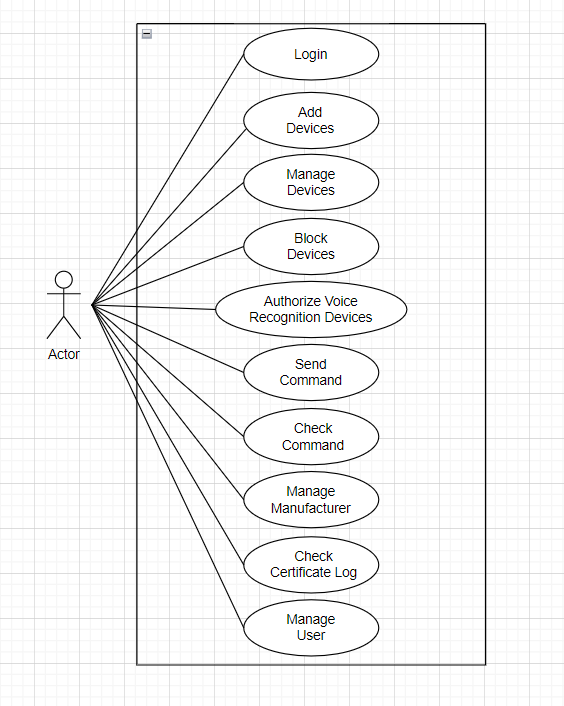 Login
Add
Devices
Manage
Devices
Block
Devices
Authorize Voice
Recognition Devices
Actor
Send
Command
Check
Command
Manage
Manufacturer
Check
Certificate Log
Manage
User